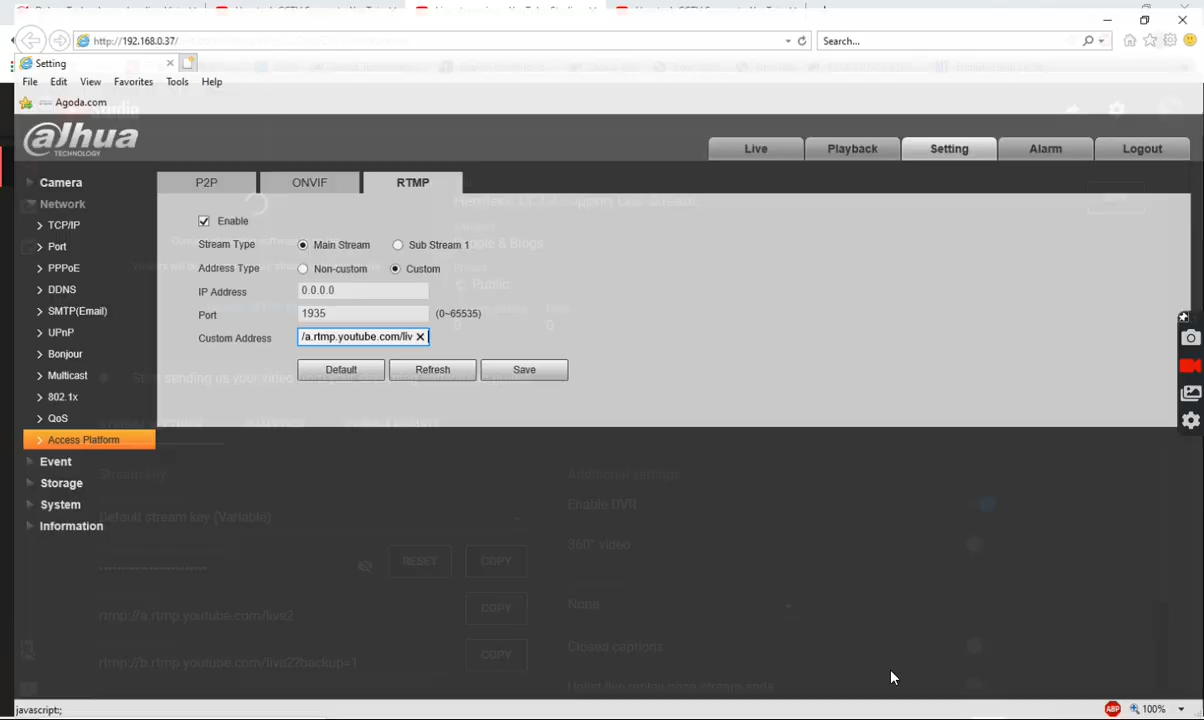 http://192.168.0.37/
Search...
Setting
File Edit View Favorites Tools Help
Agoda.com
alhua
TECHNOLOGY
Live Playback Setting Alarm Logout
Camera
Network
TCP/IP
Port
PPPoE
DDNS
SMTP(Email)
UPnP
Bonjour
Multicast
802.1x
QoS
Access Platform
Event
Storage
System
Information
P2P ONVIF RTMP
Enable
Stream Type Main Stream Sub Stream 1
Address Type Non-custom Custom
IP Address 0.0.0.0
Port 1935 (0~65535)
Custom Address /a.rtmp.youtube.com/liv
Default Refresh Save
Public
Stream key
Default stream key (Variable)
RESET COPY
rtmp://a.rtmp.youtube.com/live2 COPY
rtmp://b.rtmp.youtube.com/live2?backup=1 COPY
Additional settings
Enable DVR
360° video
None
Closed captions
javascript:;
ABP 100%